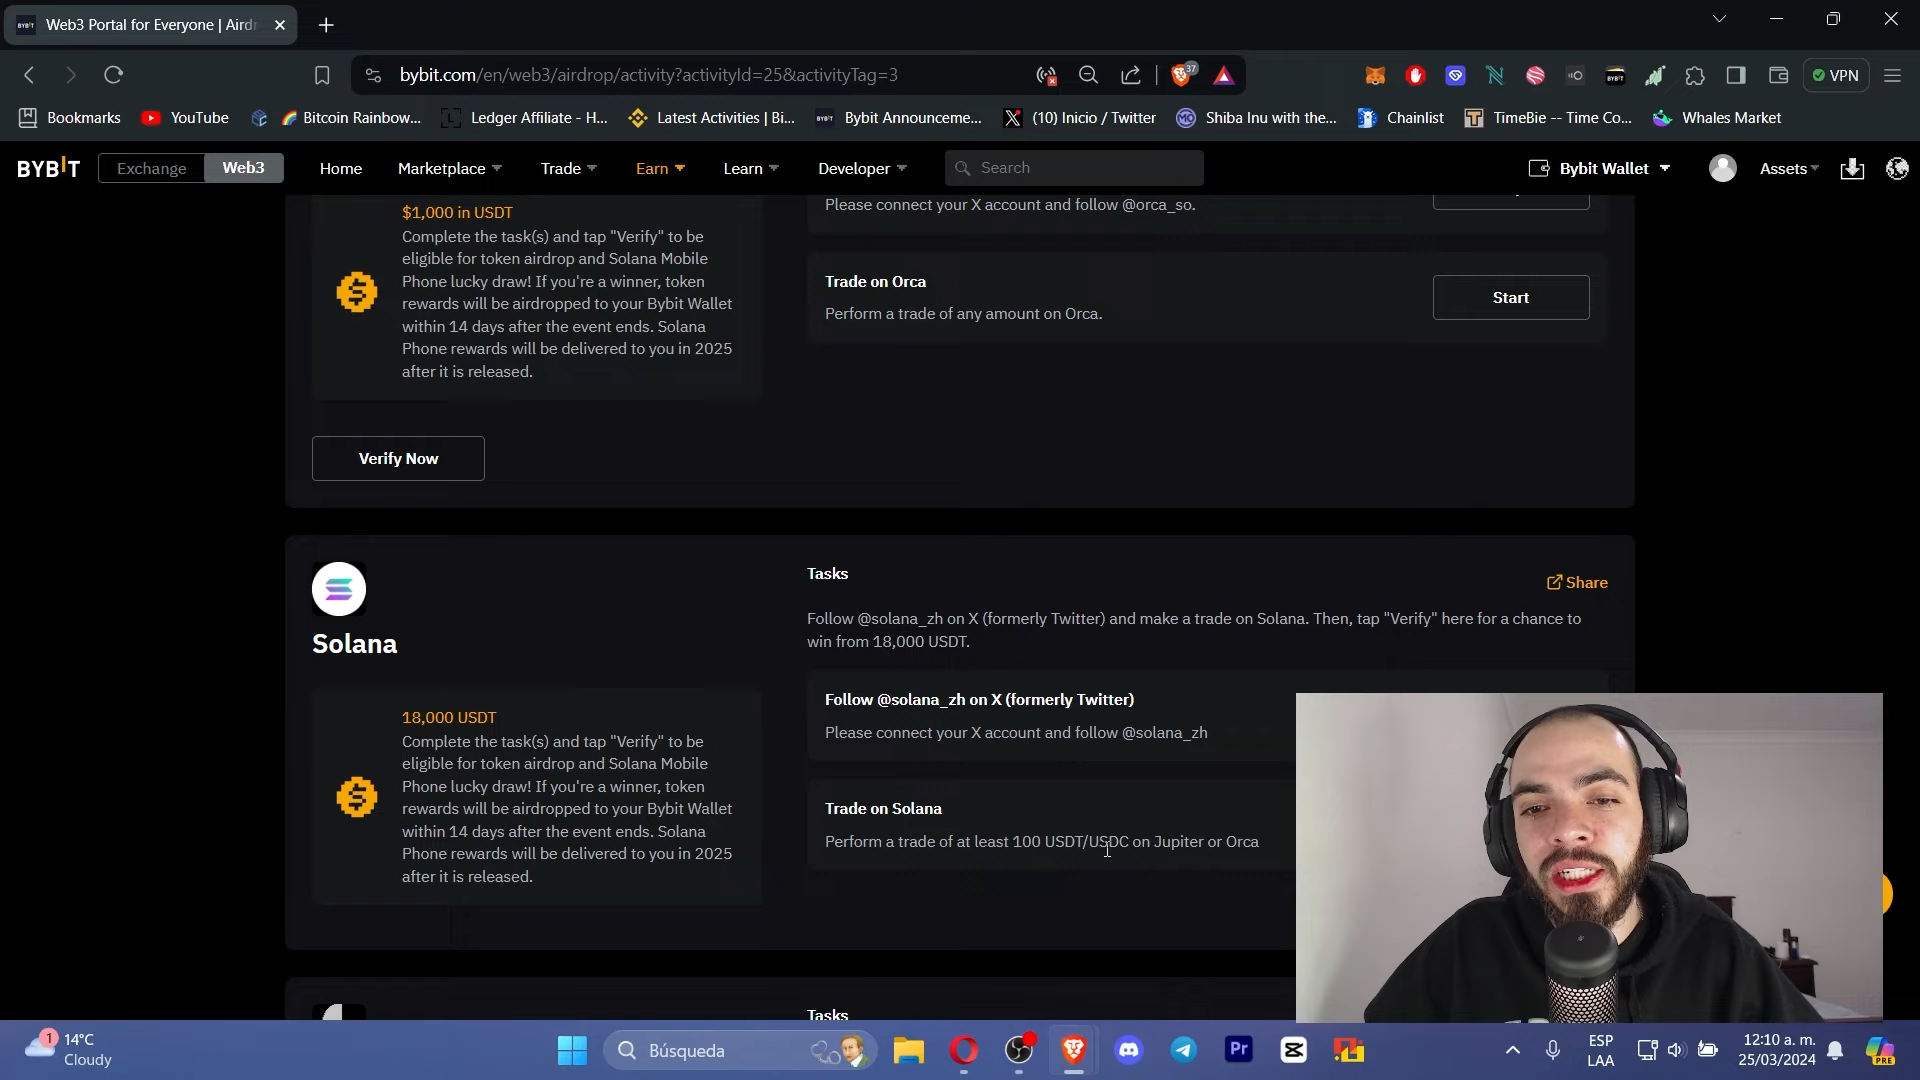 Web3 Portal for Everyone | Aird
bybit.com/en/web3/airdrop/activity?activityId=25&activityTag=3
37
VPN
Bookmarks
YouTube
Bitcoin Rainbow...
Ledger Affiliate - H...
Latest Activities | Bi...
Bybit Announceme...
(10) Inicio / Twitter
Shiba Inu with the...
Chainlist
TimeBie -- Time Co...
Whales Market
BYBIT
Exchange
Web3
Home
Marketplace
Trade
Earn
Learn
Developer
Search
Bybit Wallet
Assets
$1,000 in USDT
Complete the task(s) and tap "Verify" to be
eligible for token airdrop and Solana Mobile
Phone lucky draw! If you're a winner, token
rewards will be airdropped to your Bybit Wallet
within 14 days after the event ends. Solana
Phone rewards will be delivered to you in 2025
after it is released.
Please connect your X account and follow @orca_so.
Trade on Orca
Perform a trade of any amount on Orca.
Start
Verify Now
Solana
18,000 USDT
Complete the task(s) and tap "Verify" to be
eligible for token airdrop and Solana Mobile
Phone lucky draw! If you're a winner, token
rewards will be airdropped to your Bybit Wallet
within 14 days after the event ends. Solana
Phone rewards will be delivered to you in 2025
after it is released.
Tasks
Share
Follow @solana_zh on X (formerly Twitter) and make a trade on Solana. Then, tap "Verify" here for a chance to
win from 18,000 USDT.
Follow @solana_zh on X (formerly Twitter)
Please connect your X account and follow @solana_zh
Trade on Solana
Perform a trade of at least 100 USDT/USDC on Jupiter or Orca
Tasks
1
14°C
Cloudy
Búsqueda
Pr
ESP
LAA
12:10 a. m.
25/03/2024
PRE